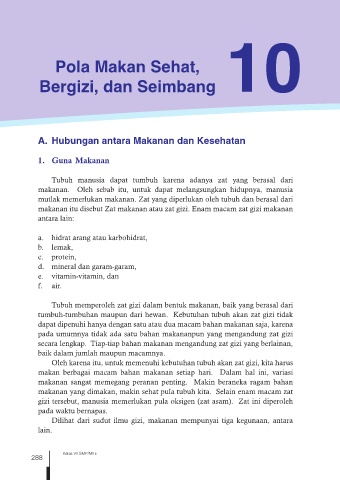 Pola Makan Sehat,
Bergizi, dan Seimbang
10
A. Hubungan antara Makanan dan Kesehatan
1. Guna Makanan
Tubuh manusia dapat tumbuh karena adanya zat yang berasal dari
makanan. Oleh sebab itu, untuk dapat melangsungkan hidupnya, manusia
mutlak memerlukan makanan. Zat yang diperlukan oleh tubuh dan berasal dari
makanan itu disebut Zat makanan atau zat gizi. Enam macam zat gizi makanan
antara lain:
a. hidrat arang atau karbohidrat,
b. lemak,
c. protein,
d. mineral dan garam-garam,
e. vitamin-vitamin, dan
f. air.
Tubuh memperoleh zat gizi dalam bentuk makanan, baik yang berasal dari
tumbuh-tumbuhan maupun dari hewan. Kebutuhan tubuh akan zat gizi tidak
dapat dipenuhi hanya dengan satu atau dua macam bahan makanan saja, karena
pada umumnya tidak ada satu bahan makananpun yang mengandung zat gizi
secara lengkap. Tiap-tiap bahan makanan mengandung zat gizi yang berlainan,
baik dalam jumlah maupun macamnya.
Oleh karena itu, untuk memenuhi kebutuhan tubuh akan zat gizi, kita harus
makan berbagai macam bahan makanan setiap hari. Dalam hal ini, variasi
makanan sangat memegang peranan penting. Makin beraneka ragam bahan
makanan yang dimakan, makin sehat pula tubuh kita. Selain enam macam zat
gizi tersebut, manusia memerlukan pula oksigen (zat asam). Zat ini diperoleh
pada waktu bernapas.
Dilihat dari sudut ilmu gizi, makanan mempunyai tiga kegunaan, antara
lain.
288